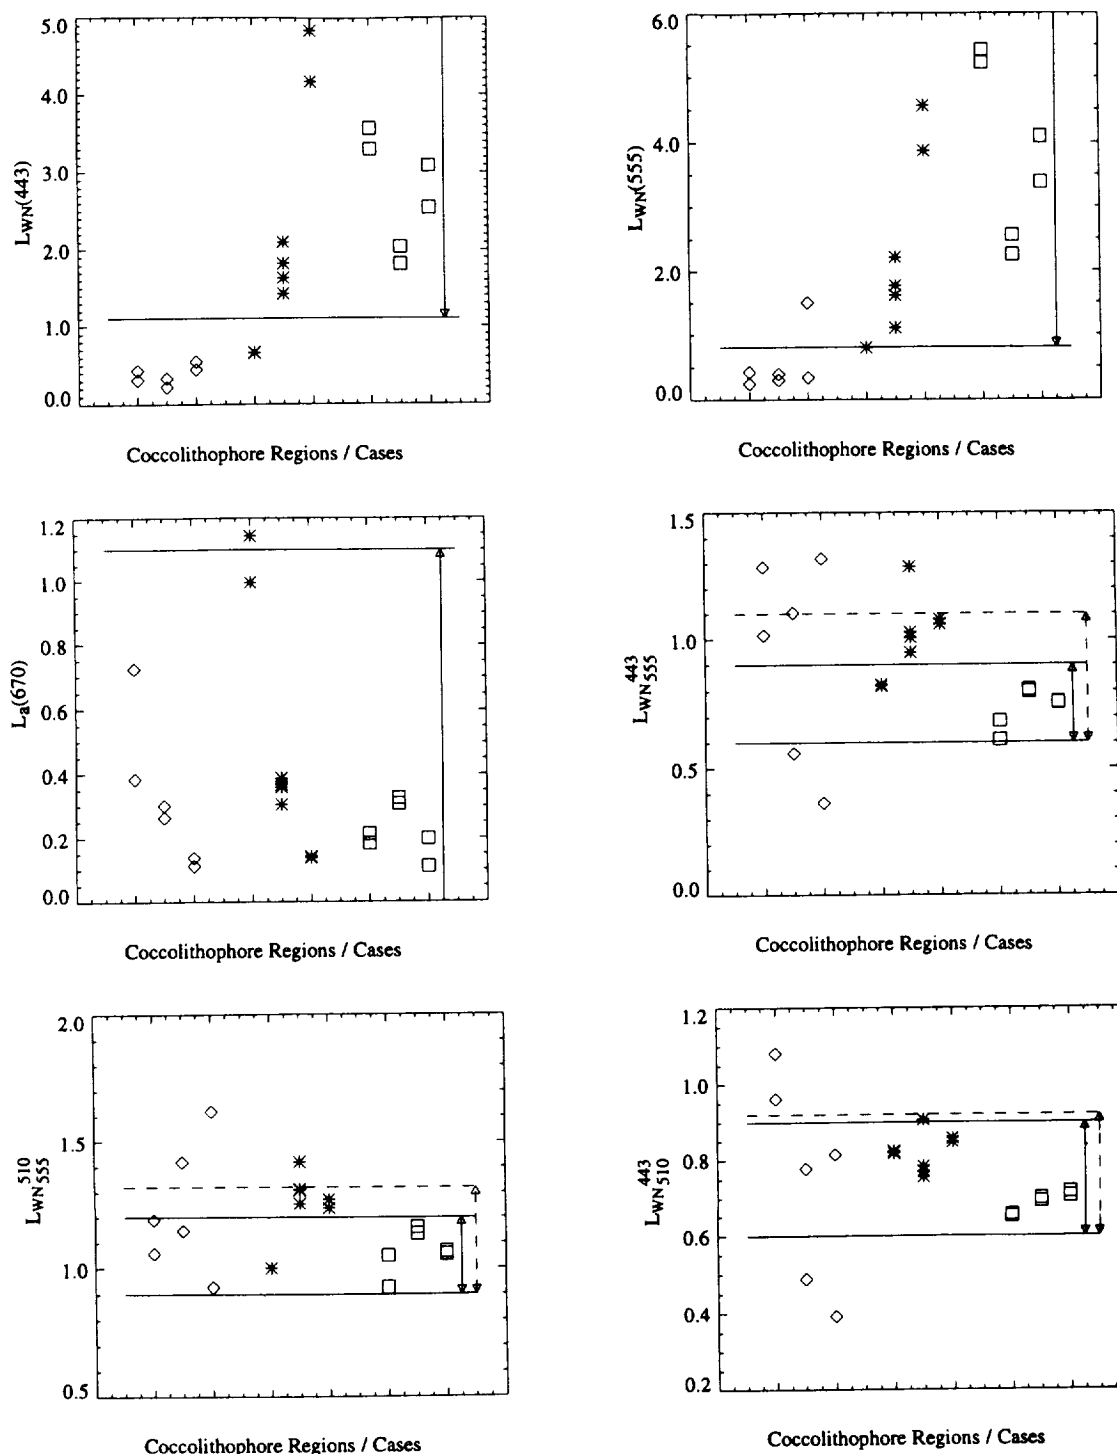 5.0
4.0
3.0
2.0
1.0
0.0
LWN(443)
Coccolithophore Regions / Cases
6.0
4.0
2.0
0.0
LWN(555)
Coccolithophore Regions / Cases
1.2
1.0
0.8
0.6
0.4
0.2
0.0
La(670)
Coccolithophore Regions / Cases
1.5
1.0
0.5
0.0
LWN 443 555
Coccolithophore Regions / Cases
2.0
1.5
1.0
0.5
LWN 510 555
Coccolithophore Regions / Cases
1.2
1.0
0.8
0.6
0.4
0.2
LWN 443 510
Coccolithophore Regions / Cases